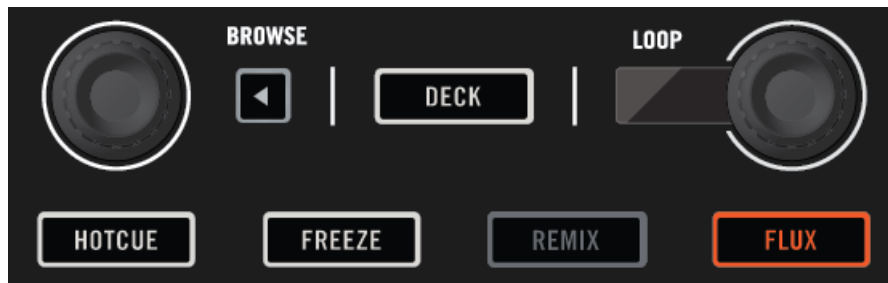 BROWSE
LOOP
DECK
HOTCUE
FREEZE
REMIX
FLUX